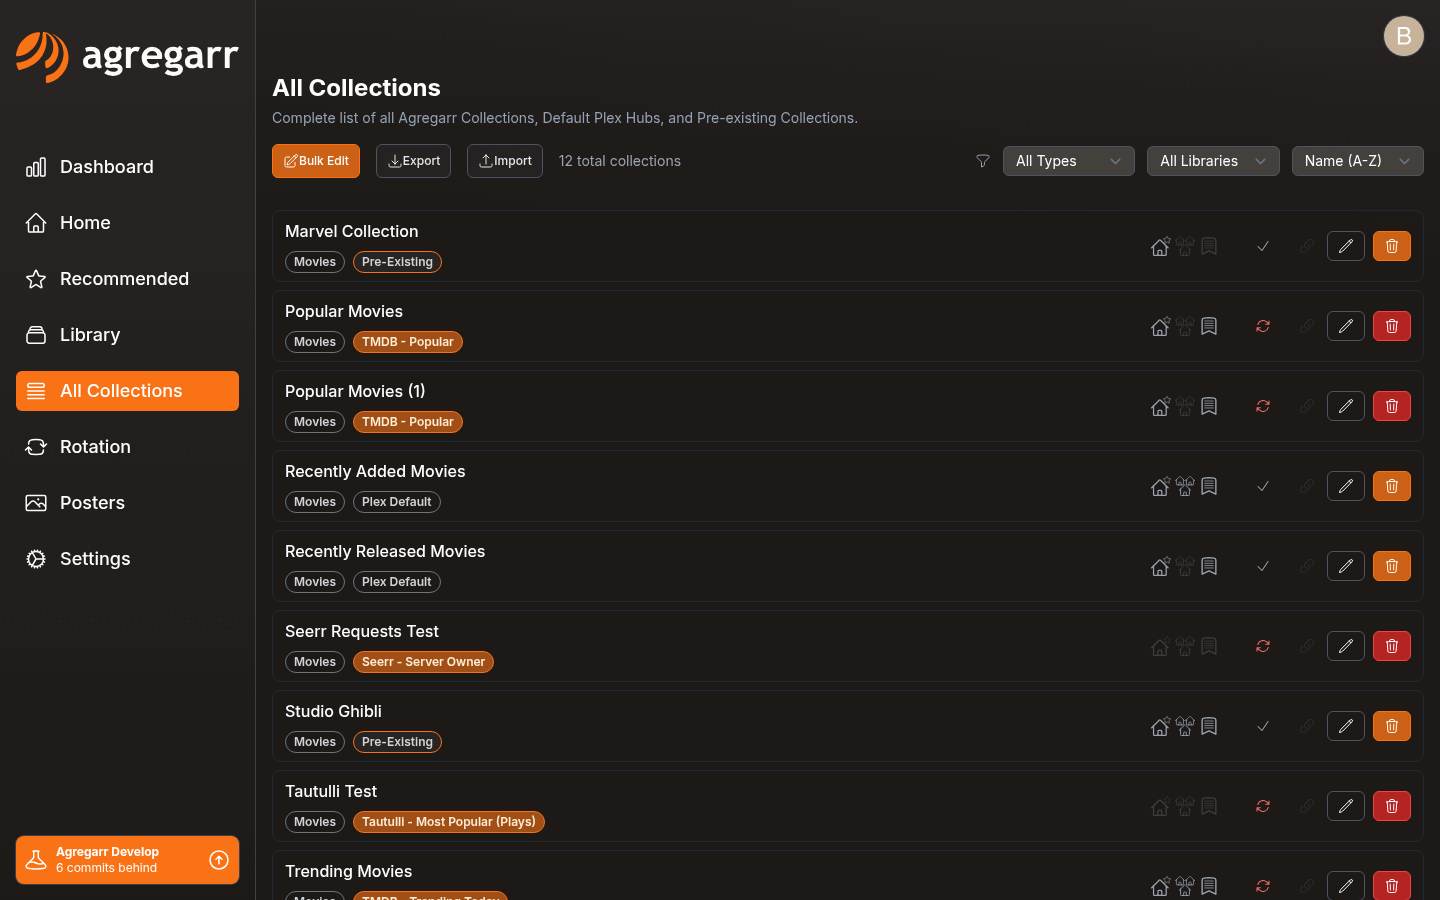 agregarr
B
All Collections
Complete list of all Agregarr Collections, Default Plex Hubs, and Pre-existing Collections.
Bulk Edit
Export
Import
12 total collections
All Types
All Libraries
Name (A-Z)
Dashboard
Home
Recommended
Library
All Collections
Rotation
Posters
Settings
Agregarr Develop
6 commits behind
Marvel Collection
Movies
Pre-Existing
Popular Movies
Movies
TMDB - Popular
Popular Movies (1)
Movies
TMDB - Popular
Recently Added Movies
Movies
Plex Default
Recently Released Movies
Movies
Plex Default
Seerr Requests Test
Movies
Seerr - Server Owner
Studio Ghibli
Movies
Pre-Existing
Tautulli Test
Movies
Tautulli - Most Popular (Plays)
Trending Movies
Movies
TMDB - Trending Today